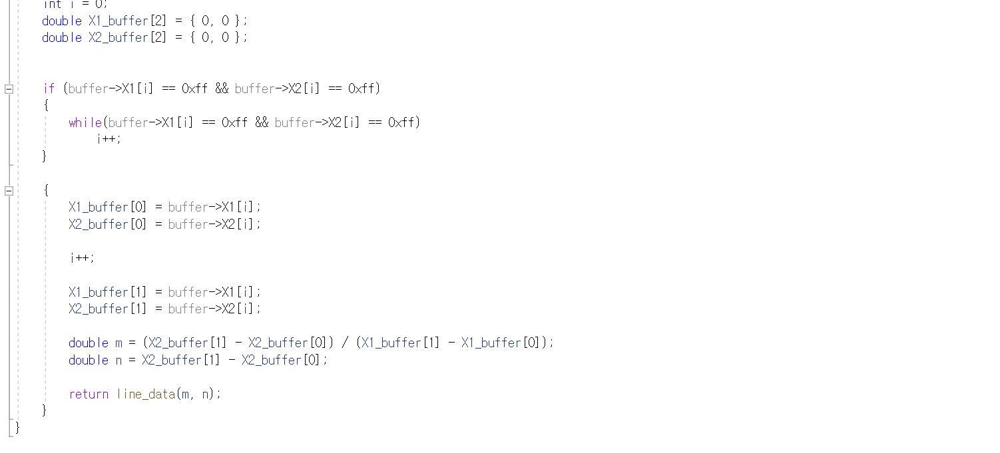 int i = 0;
double X1_buffer[2] = { 0, 0 };
double X2_buffer[2] = { 0, 0 };
if (buffer->X1[i] == 0xff && buffer->X2[i] == 0xff)
{
while(buffer->X1[i] == 0xff && buffer->X2[i] == 0xff)
i++;
}
{
X1_buffer[0] = buffer->X1[i];
X2_buffer[0] = buffer->X2[i];
i++;
X1_buffer[1] = buffer->X1[i];
X2_buffer[1] = buffer->X2[i];
double m = (X2_buffer[1] - X2_buffer[0]) / (X1_buffer[1] - X1_buffer[0]);
double n = X2_buffer[1] - X2_buffer[0];
return line_data(m, n);
}
}